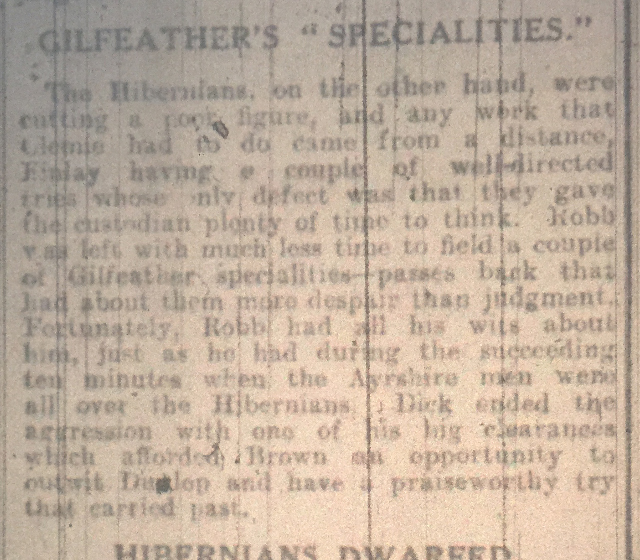 GILFEATHER'S "SPECIALITIES."
The Hibernians, on the other hand, were
cutting a poor figure, and any work that
Clemie had to do came from a distance,
Finlay having a couple of well-directed
tries whose only defect was that they gave
the custodian plenty of time to think. Robb
was left with much less time to field a couple
of Gilfeather specialities—passes back that
had about them more despair than judgment.
Fortunately, Robb had all his wits about
him, just as he had during the succeeding
ten minutes when the Ayrshire men were
all over the Hibernians. Dick ended the
aggression with one of his big clearances
which afforded Brown an opportunity to
outwit Dunlop and have a praiseworthy try
that carried past.
HIBERNIANS DWARFED